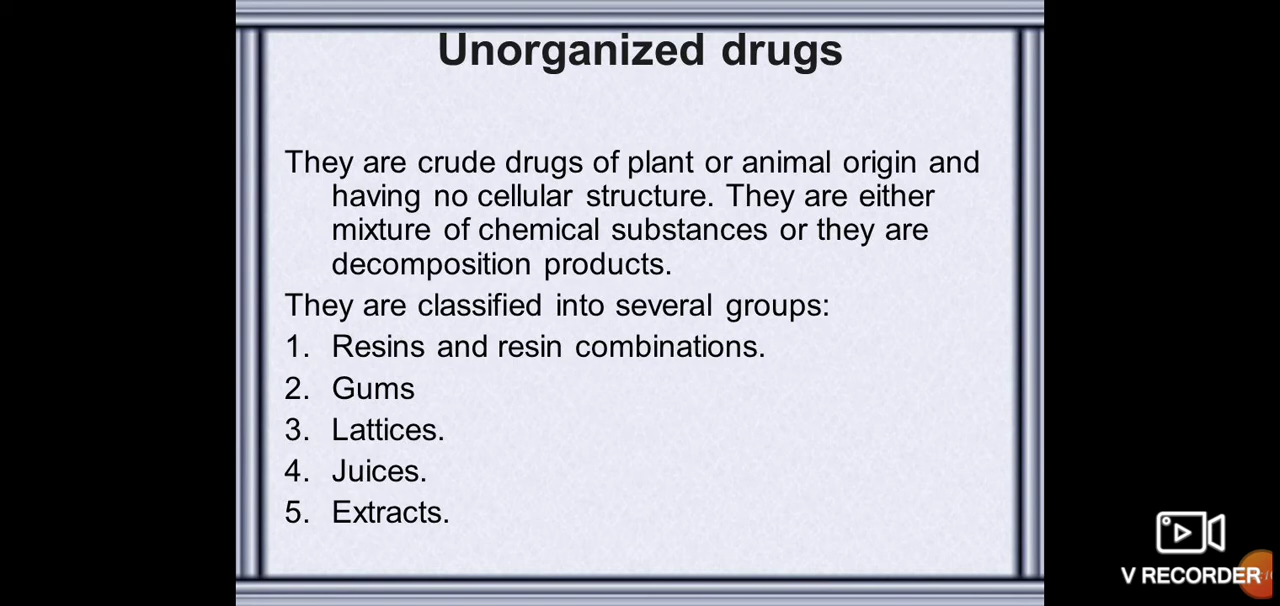 Unorganized drugs
They are crude drugs of plant or animal origin and
having no cellular structure. They are either
mixture of chemical substances or they are
decomposition products.
They are classified into several groups:
1. Resins and resin combinations.
2. Gums
3. Lattices.
4. Juices.
5. Extracts.
V RECORDER